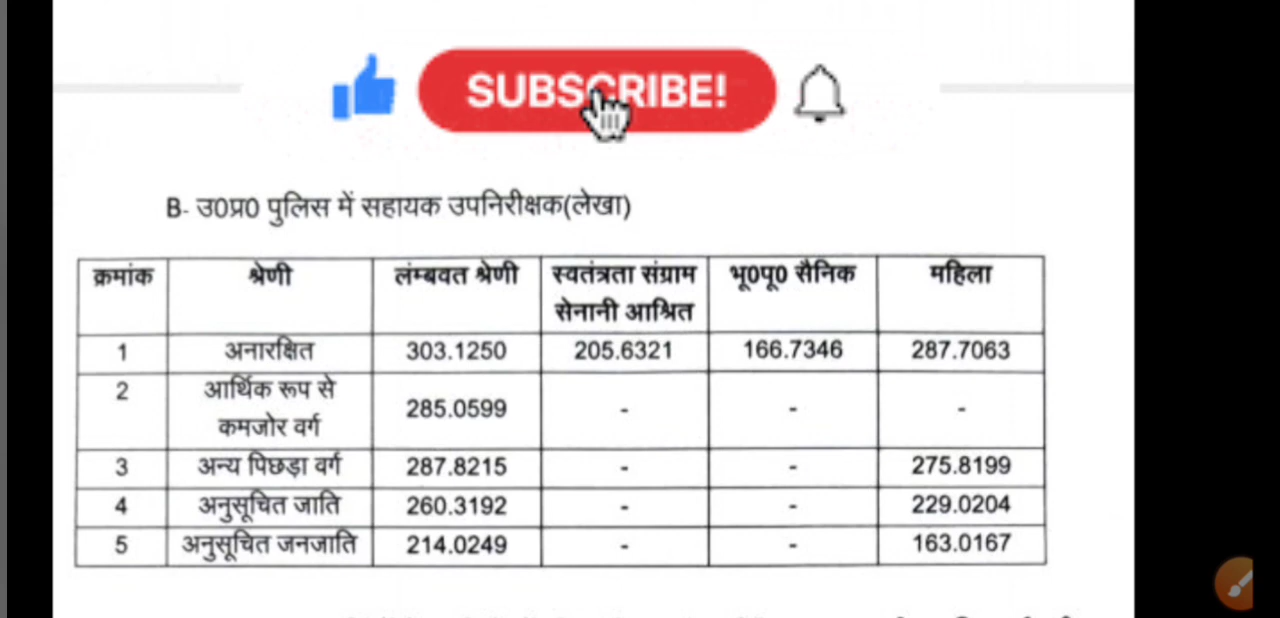 SUBSCRIBE!
B- उ0प्र0 पुलिस में सहायक उपनिरीक्षक(लेखा)
क्रमांक श्रेणी लंम्बवत श्रेणी स्वतंत्रता संग्राम सेनानी आश्रित भू0पू0 सैनिक महिला
1 अनारक्षित 303.1250 205.6321 166.7346 287.7063
2 आर्थिक रूप से कमजोर वर्ग 285.0599 - - -
3 अन्य पिछड़ा वर्ग 287.8215 - - 275.8199
4 अनुसूचित जाति 260.3192 - - 229.0204
5 अनुसूचित जनजाति 214.0249 - - 163.0167